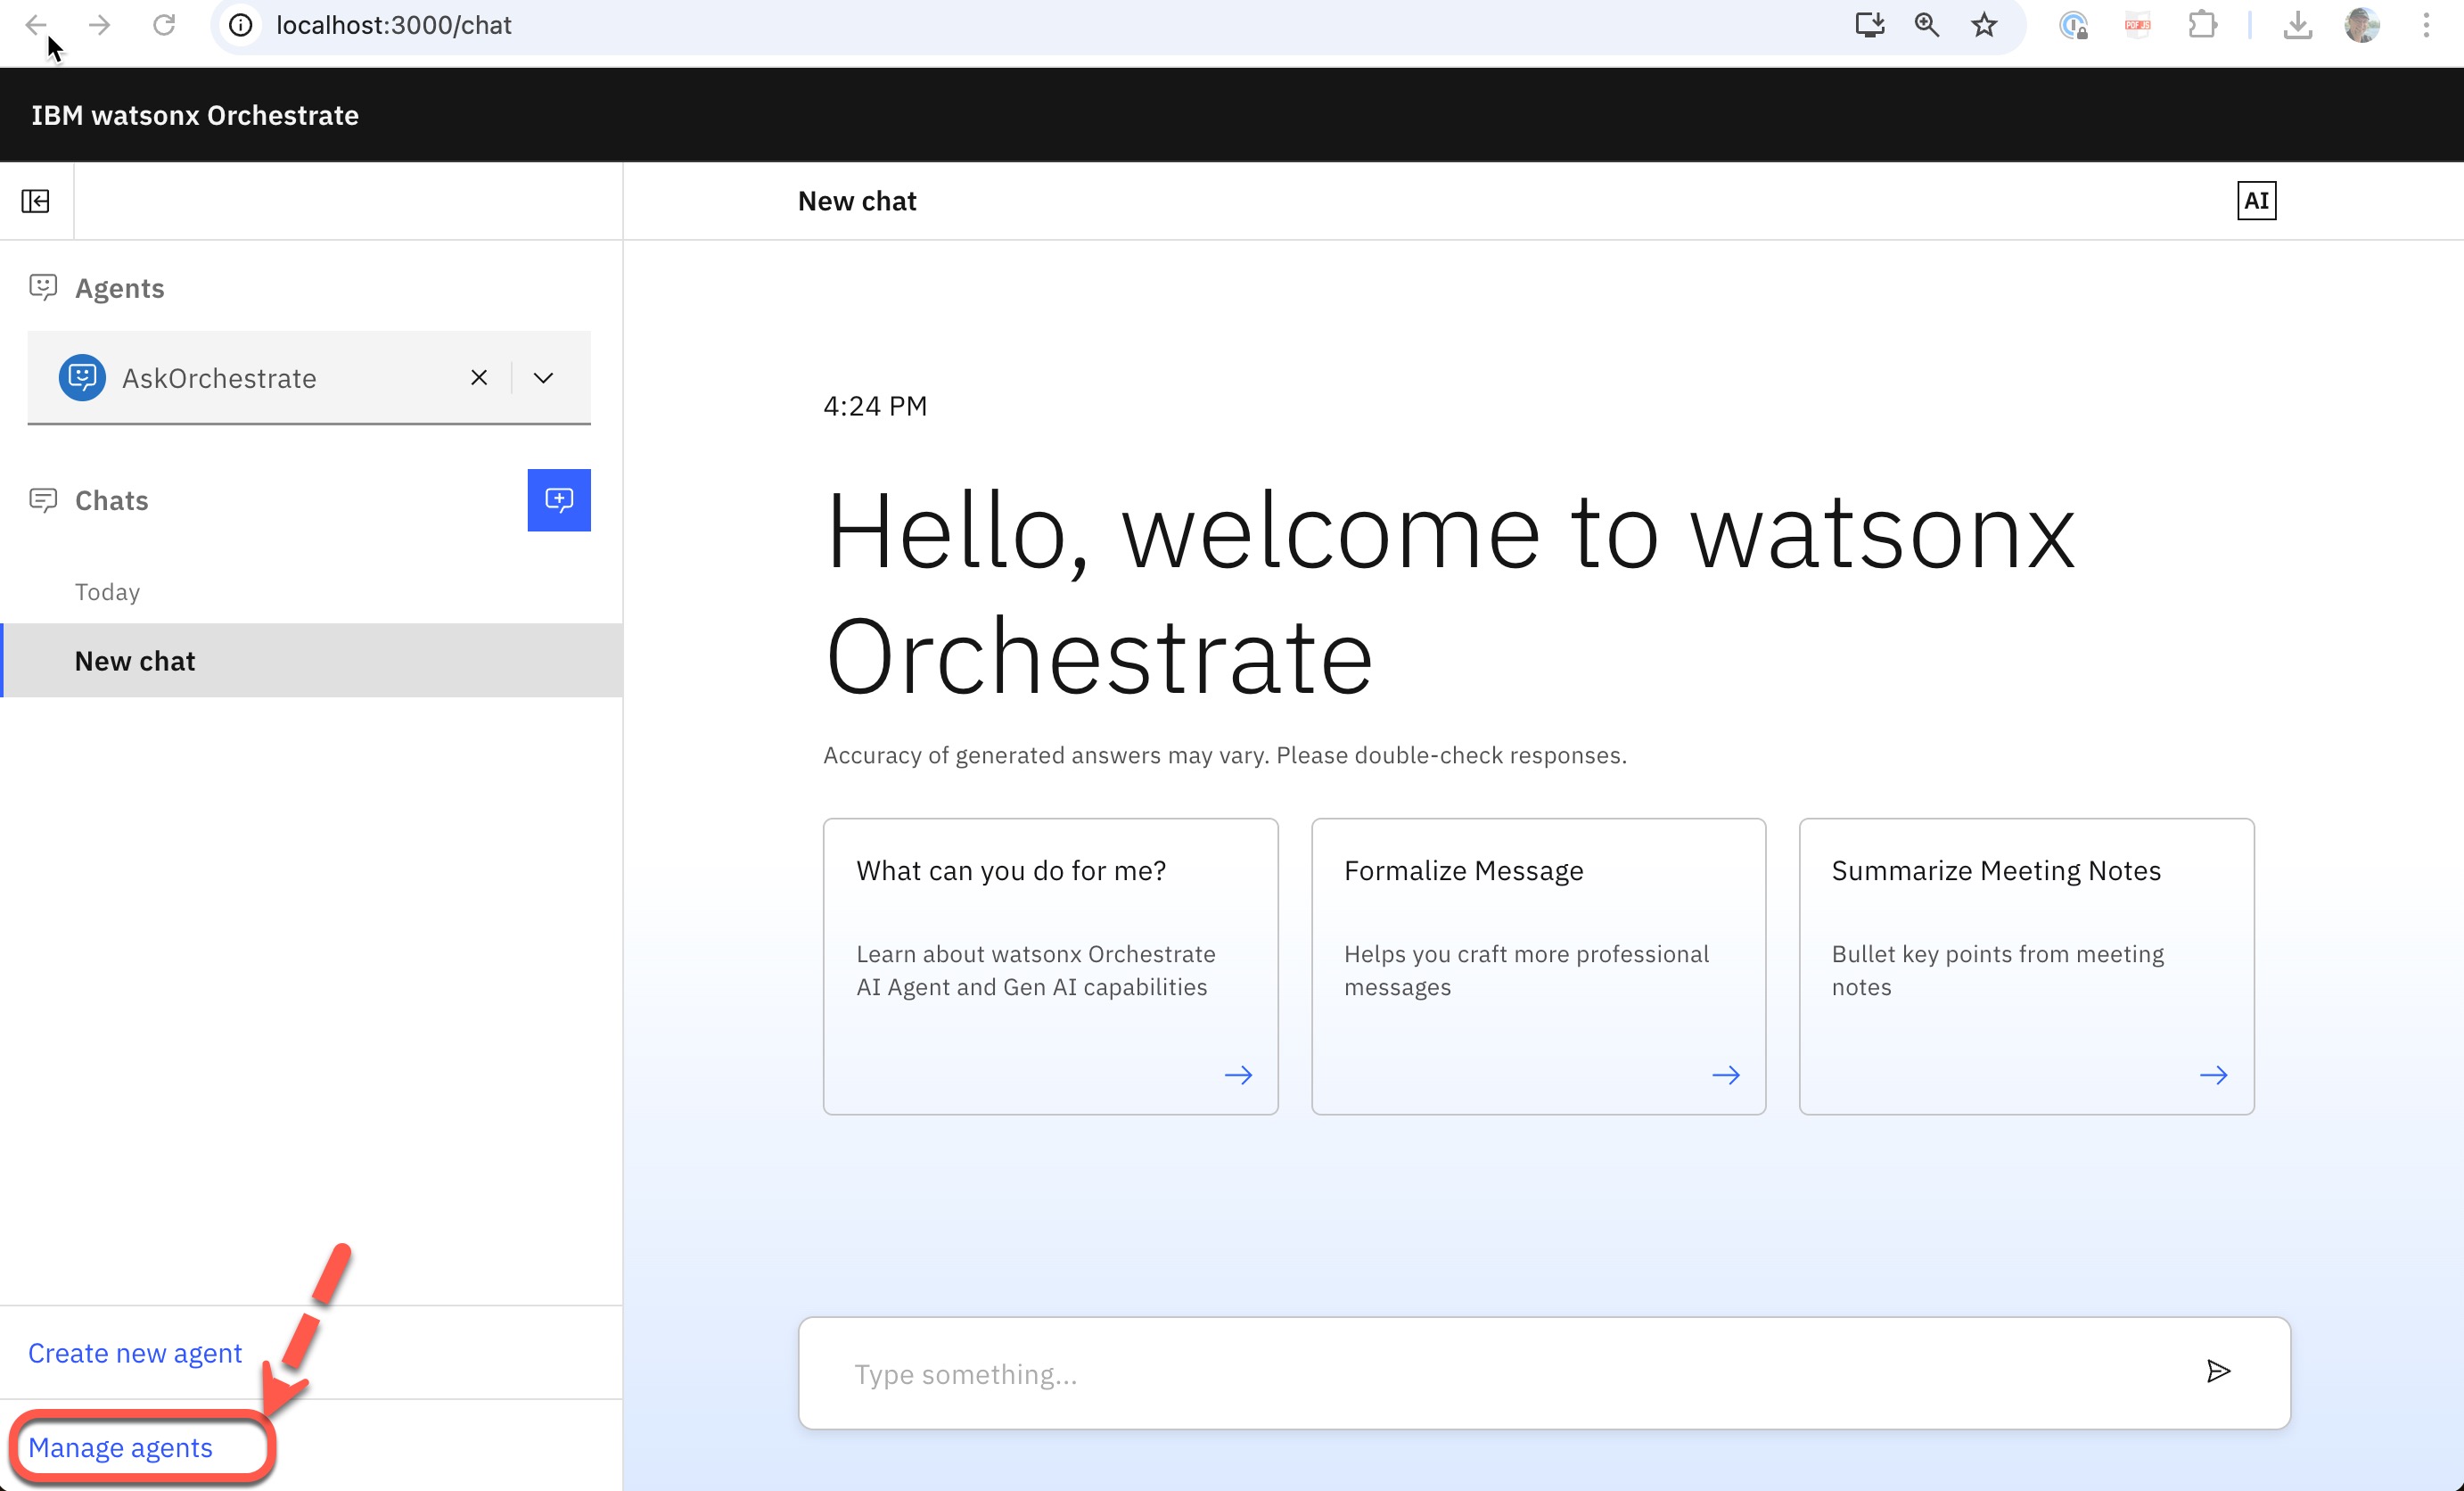 localhost:3000/chat
IBM watsonx Orchestrate
New chat
AI
Agents
AskOrchestrate
Chats
Today
New chat
4:24 PM
Hello, welcome to watsonx
Orchestrate
Accuracy of generated answers may vary. Please double-check responses.
What can you do for me?
Learn about watsonx Orchestrate
AI Agent and Gen AI capabilities
Formalize Message
Helps you craft more professional
messages
Summarize Meeting Notes
Bullet key points from meeting
notes
Type something...
Create new agent
Manage agents